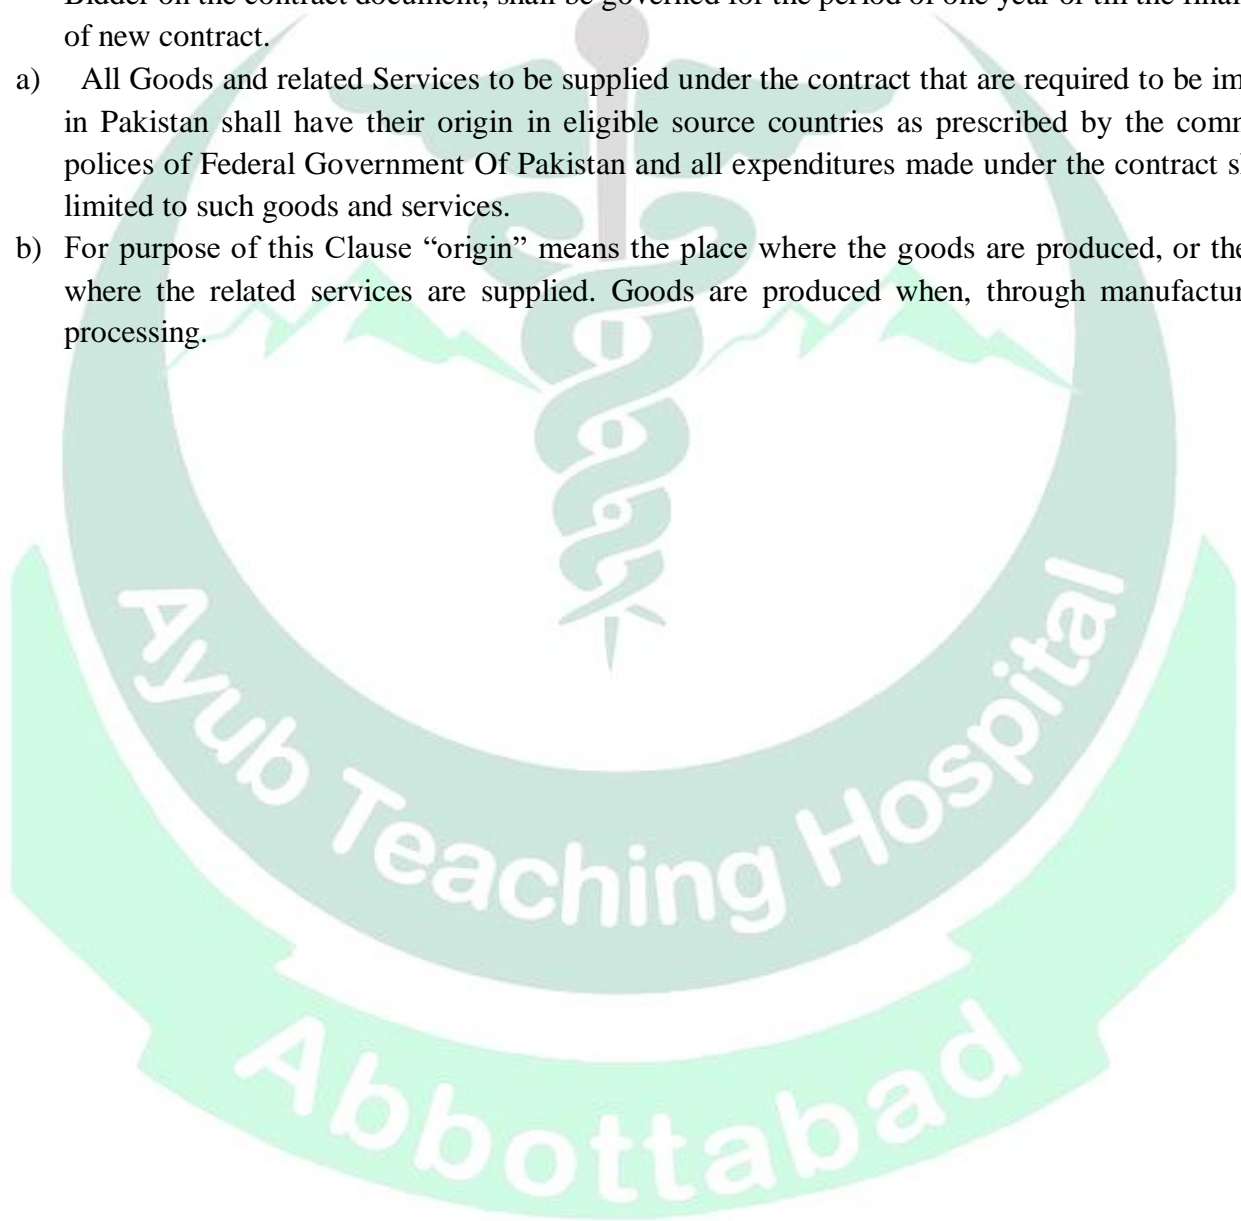 Bidder on the contract document, shall be governed for the period of one year or till the final
of new contract.
a) All Goods and related Services to be supplied under the contract that are required to be im
in Pakistan shall have their origin in eligible source countries as prescribed by the comm
polices of Federal Government Of Pakistan and all expenditures made under the contract s
limited to such goods and services.
b) For purpose of this Clause “origin” means the place where the goods are produced, or the
where the related services are supplied. Goods are produced when, through manufactur
processing.
Ayub Teaching Hospital
Abbottabad